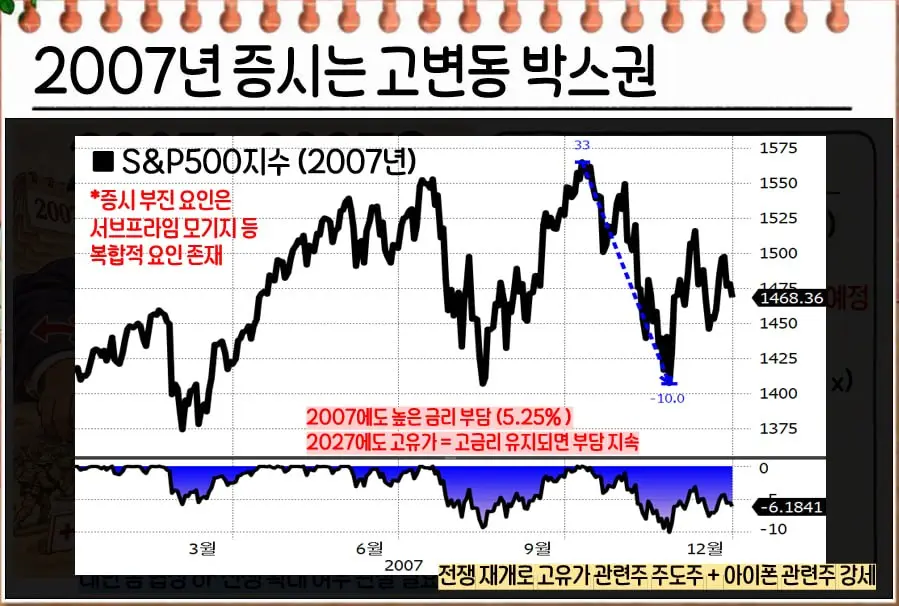 2007년 증시는 고변동 박스권
■ S&P500지수 (2007년)
*증시 부진 요인은
서브프라임 모기지 등
복합적 요인 존재
33
1575
1550
1525
1500
1475
1468.36
1450
1425
1400
1375
-10.0
예정
x)
2007에도 높은 금리 부담 (5.25% )
2027에도 고유가 = 고금리 유지되면 부담 지속
0
-5
-6.1841
-10
3월 6월 9월 12월
2007
전쟁 재개로 고유가 관련주 주도주 + 아이폰 관련주 강세